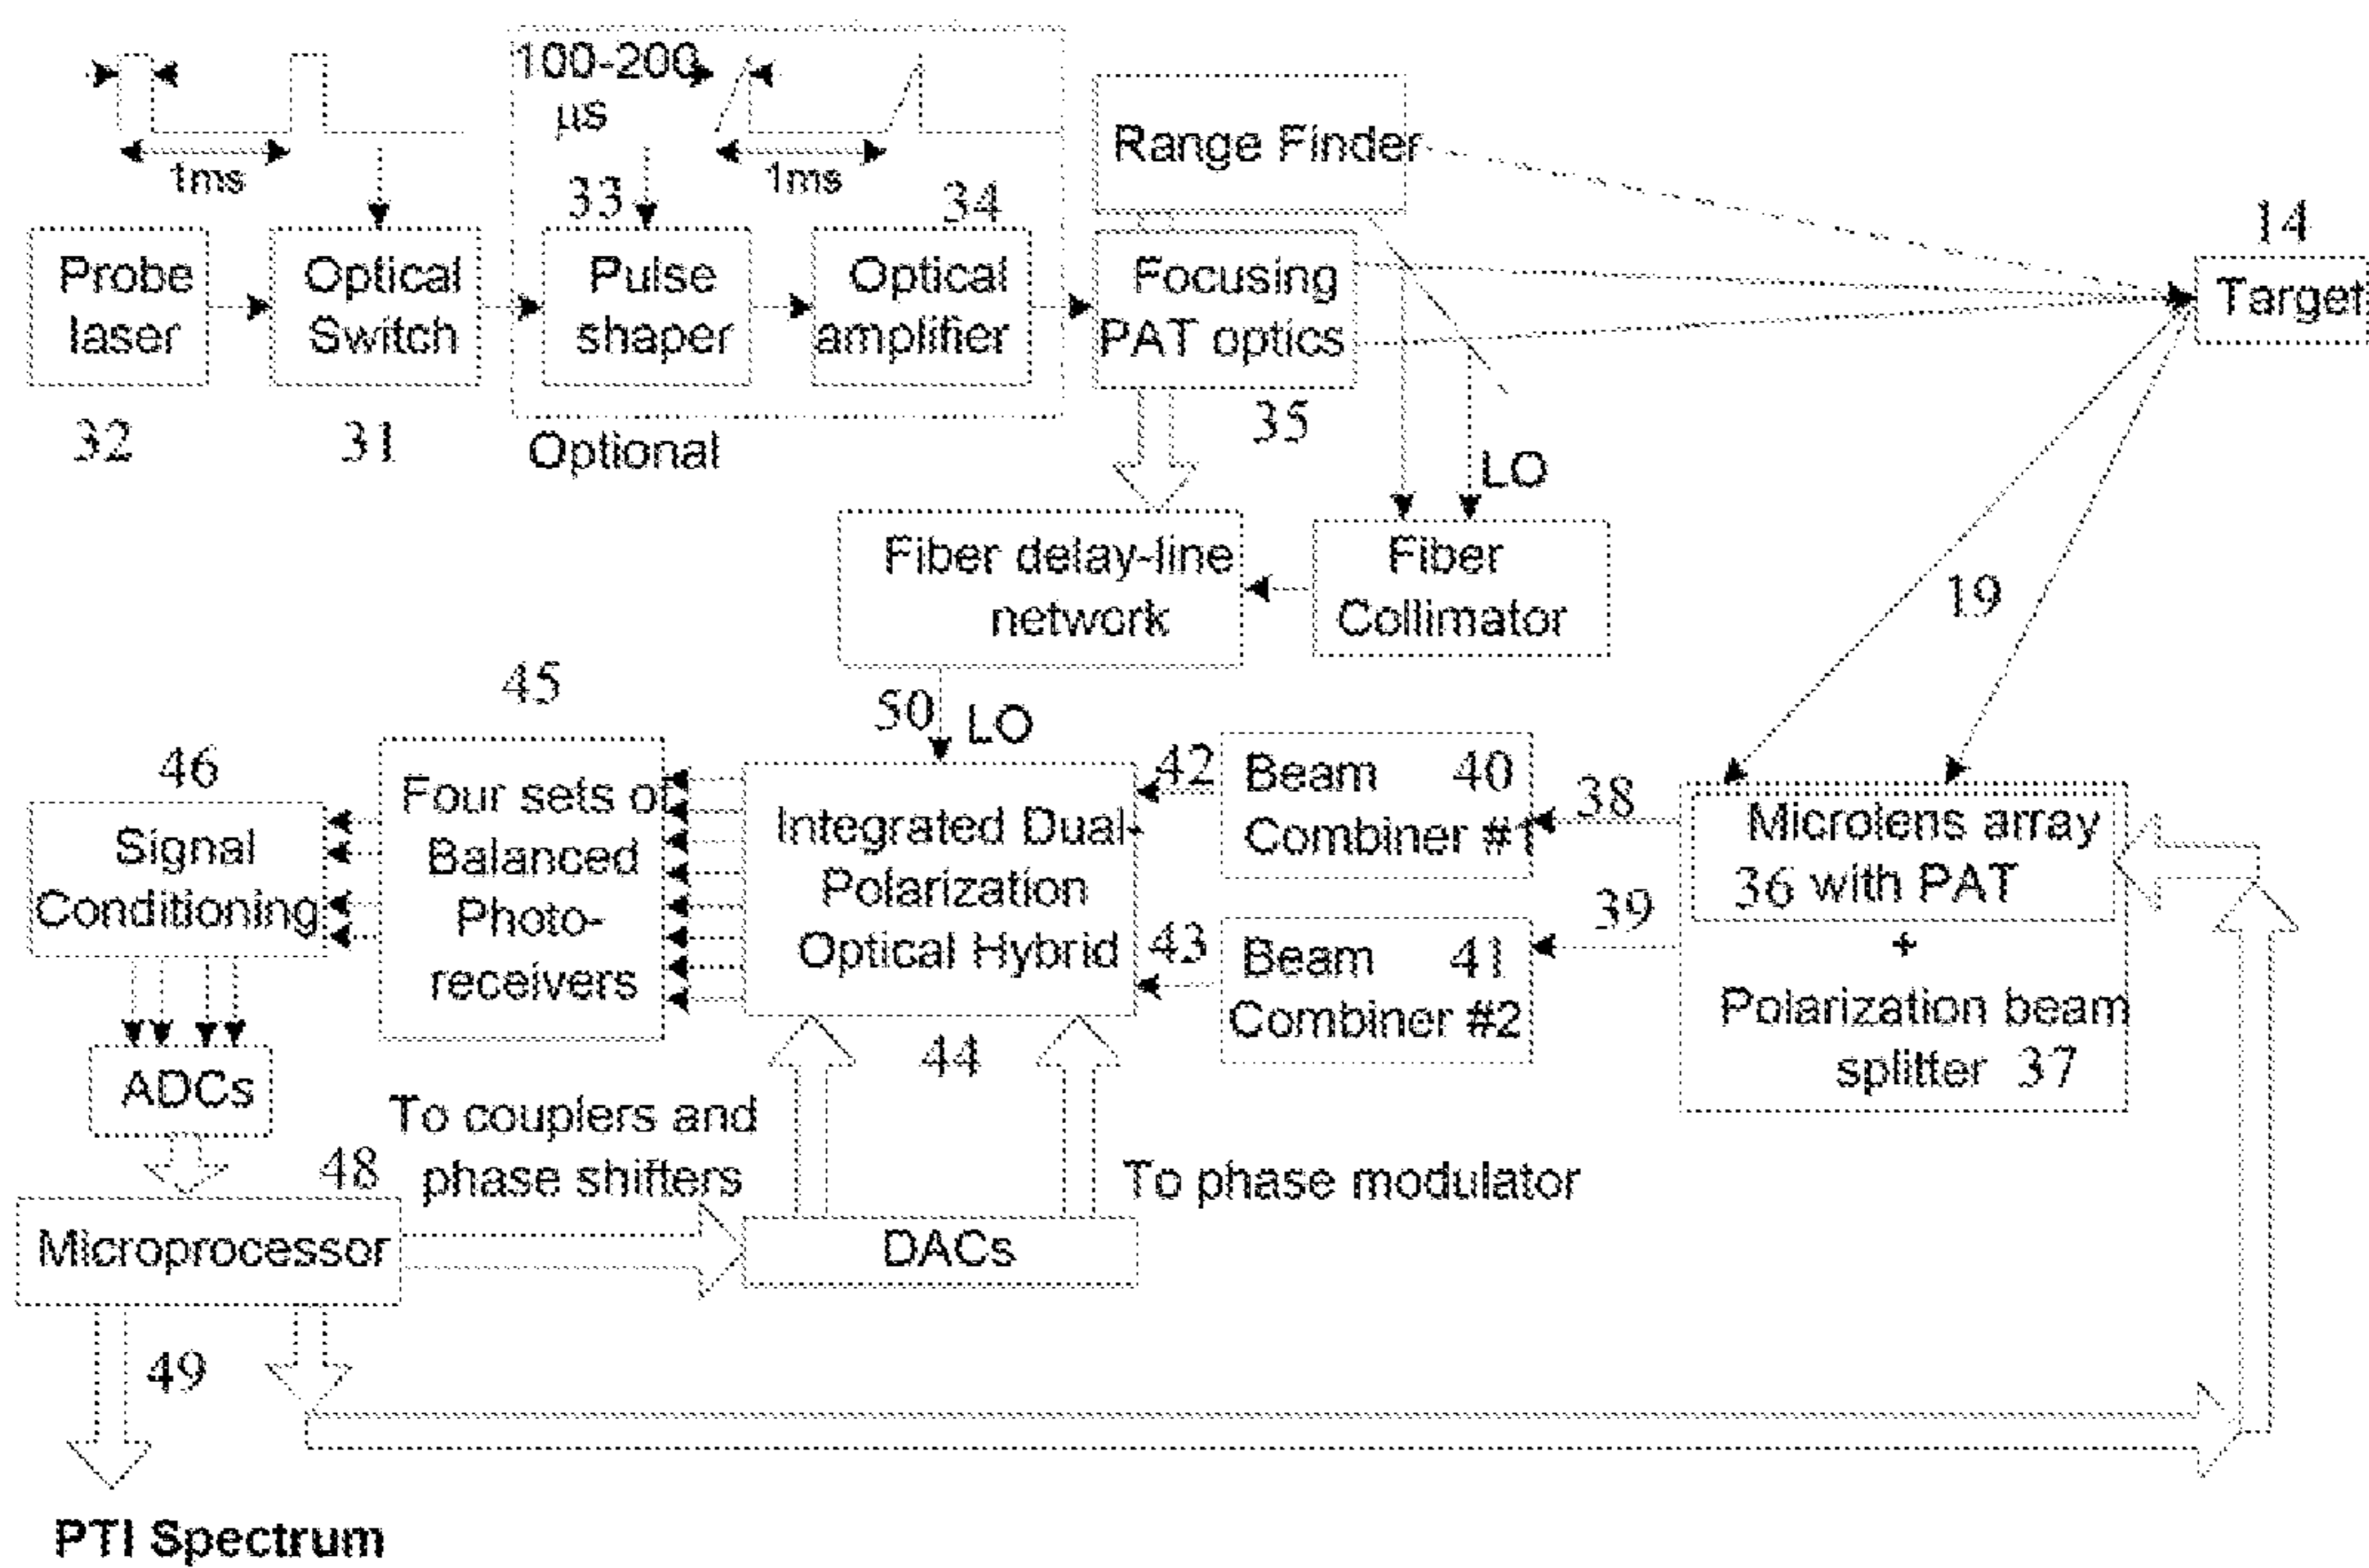 100-200
μs
1ms
33
1ms
34
Range Finder
14
Probe
laser
Optical
Switch
Pulse
shaper
Optical
amplifier
Focusing
PAT optics
Target
32
31
Optional
35
LO
Fiber delay-line
network
Fiber
Collimator
19
45
50
LO
46
Signal
Conditioning
Four sets of
Balanced
Photo-
receivers
Integrated Dual-
Polarization
Optical Hybrid
42
Beam 40
Combiner #1
38
Microlens array
36 with PAT
+
Polarization beam
splitter 37
43
Beam 41
Combiner #2
39
44
ADCs
To couplers and
phase shifters
48
To phase modulator
Microprocessor
DACs
49
PTI Spectrum